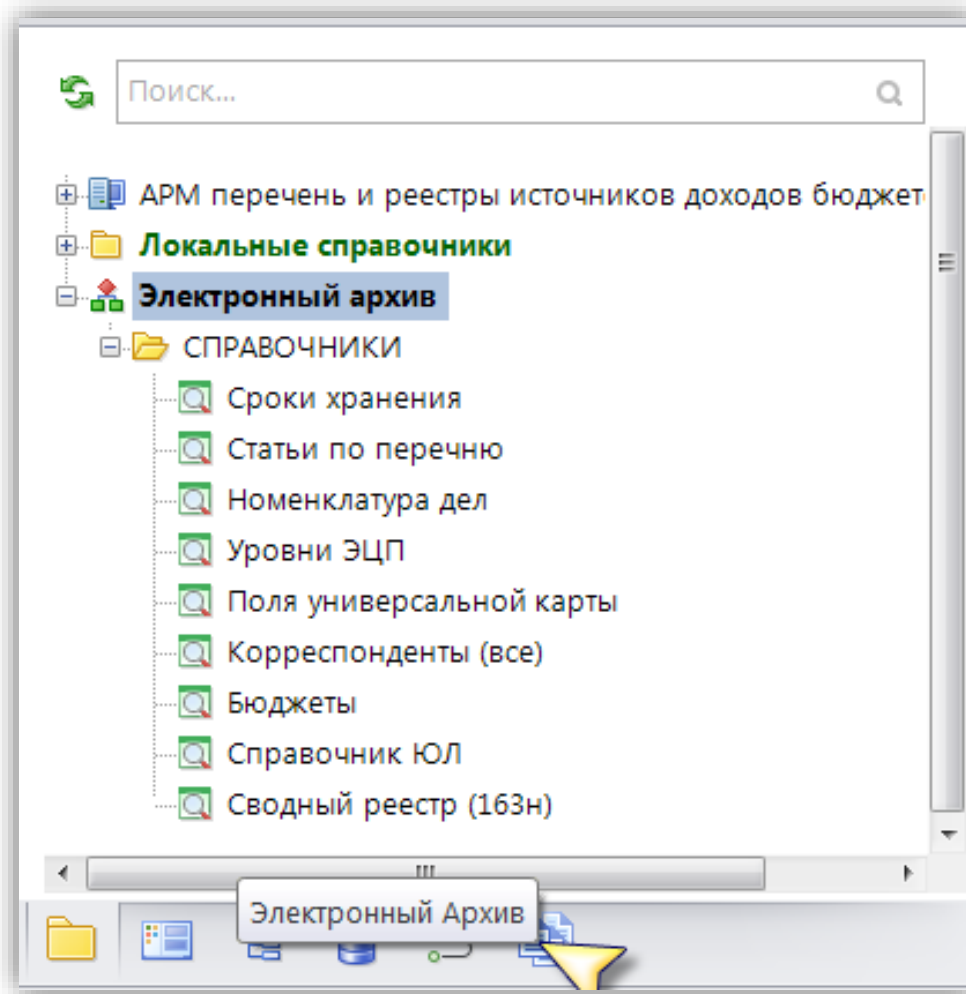 Поиск...
АРМ перечень и реестры источников доходов бюджет
Локальные справочники
Электронный архив
СПРАВОЧНИКИ
Сроки хранения
Статьи по перечню
Номенклатура дел
Уровни ЭЦП
Поля универсальной карты
Корреспонденты (все)
Бюджеты
Справочник ЮЛ
Сводный реестр (163н)
Электронный Архив